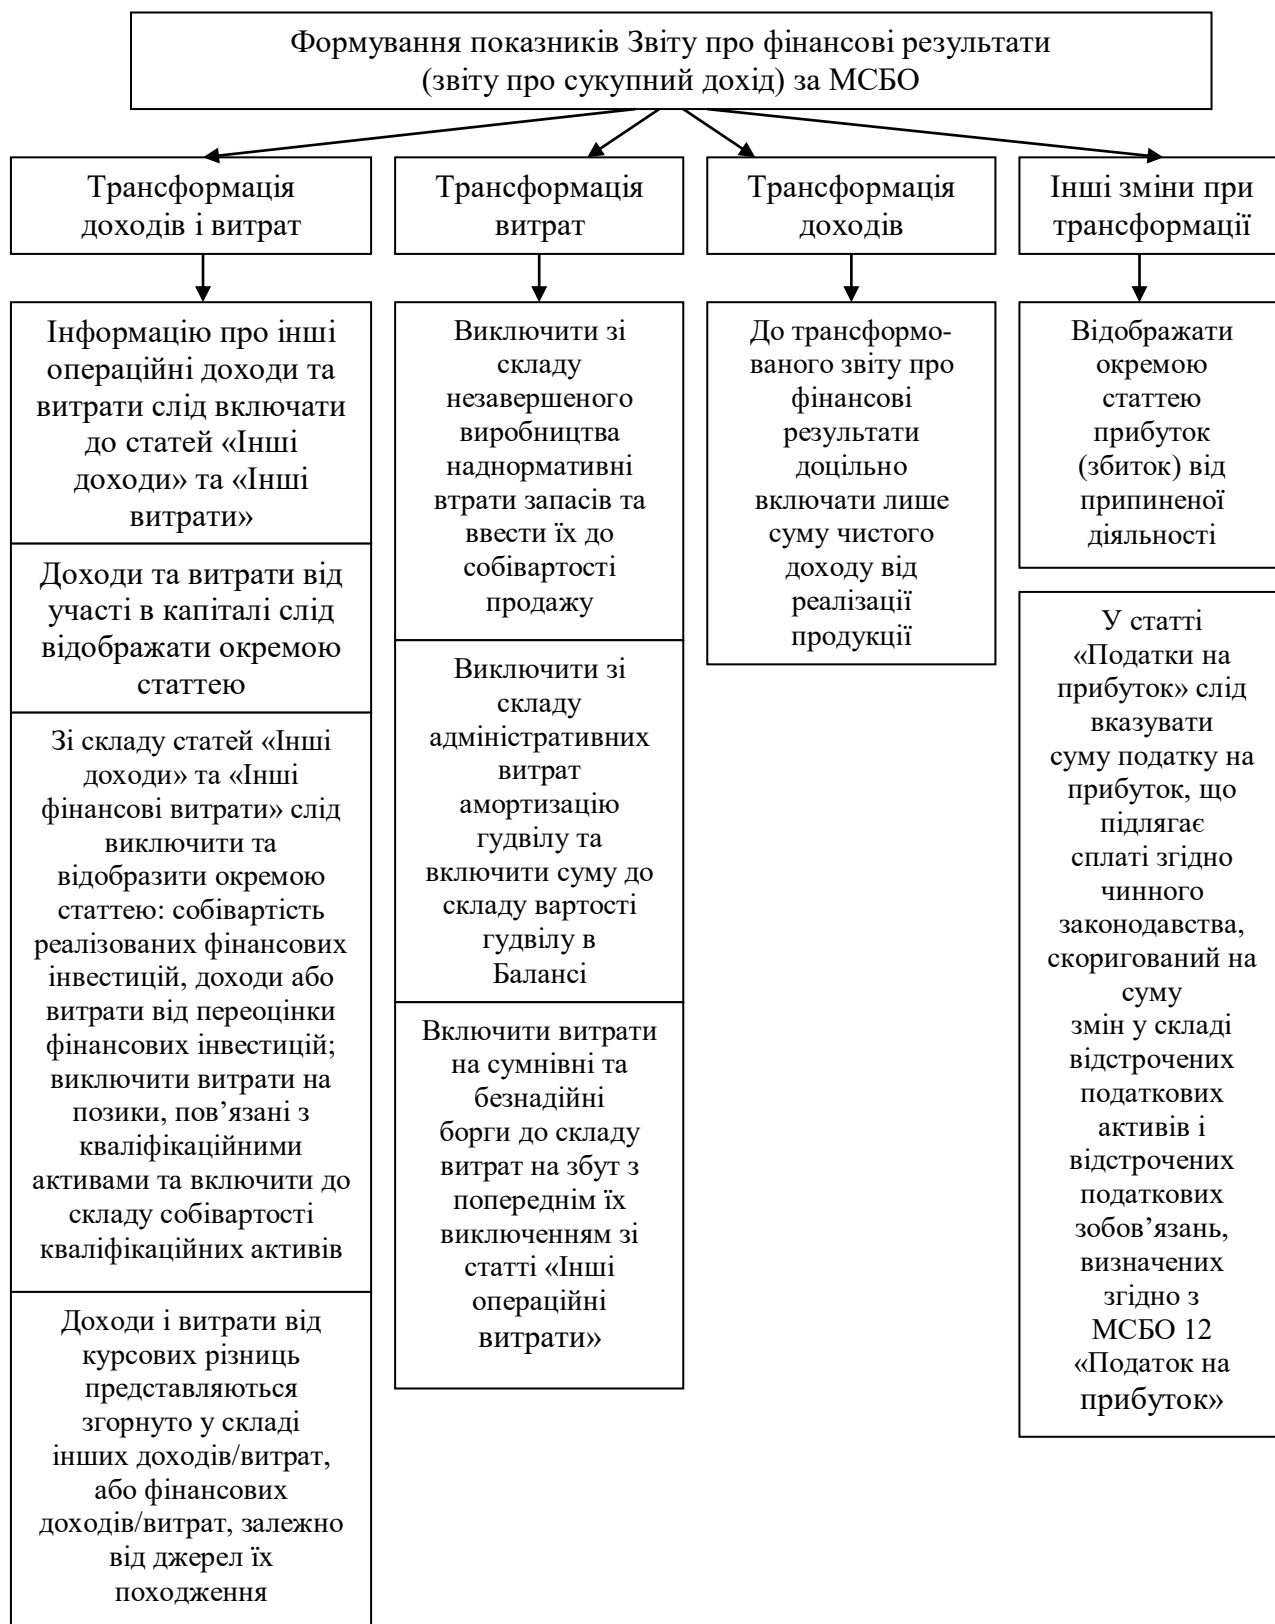 Формування показників Звіту про фінансові результати
(звіту про сукупний дохід) за МСБО
Трансформація
доходів і витрат
Інформацію про інші
операційні доходи та
витрати слід включати
до статей «Інші
доходи» та «Інші
витрати»
Доходи та витрати від
участі в капіталі слід
відображати окремою
статтею
Зі складу статей «Інші
доходи» та «Інші
фінансові витрати» слід
виключити та
відобразити окремою
статтею: собівартість
реалізованих фінансових
інвестицій, доходи або
витрати від переоцінки
фінансових інвестицій;
виключити витрати на
позики, пов’язані з
кваліфікаційними
активами та включити до
складу собівартості
кваліфікаційних активів
Доходи і витрати від
курсових різниць
представляються
згорнуто у складі
інших доходів/витрат,
або фінансових
доходів/витрат, залежно
від джерел їх
походження
Трансформація
витрат
Виключити зі
складу
незавершеного
виробництва
наднормативні
втрати запасів та
ввести їх до
собівартості
продажу
Виключити зі
складу
адміністративних
витрат
амортизацію
гудвілу та
включити суму до
складу вартості
гудвілу в
Балансі
Включити витрати
на сумнівні та
безнадійні
борги до складу
витрат на збут з
попереднім їх
виключенням зі
статті «Інші
операційні
витрати»
Трансформація
доходів
До трансформо-
ваного звіту про
фінансові
результати
доцільно
включати лише
суму чистого
доходу від
реалізації
продукції
Інші зміни при
трансформації
Відображати
окремою
статтею
прибуток
(збиток) від
припиненої
діяльності
У статті
«Податки на
прибуток» слід
вказувати
суму податку на
прибуток, що
підлягає
сплаті згідно
чинного
законодавства,
скоригований на
суму
змін у складі
відстрочених
податкових
активів і
відстрочених
податкових
зобов’язань,
визначених
згідно з
МСБО 12
«Податок на
прибуток»